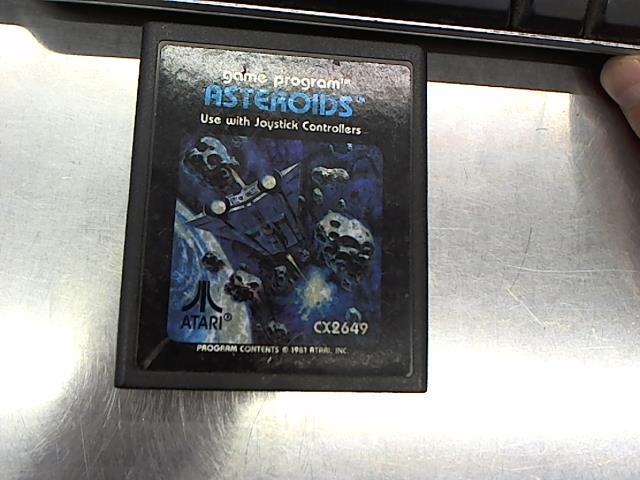 game program™
ASTEROIDS™
Use with Joystick Controllers
ATARI®
CX2649
PROGRAM CONTENTS © 1981 ATARI, INC.